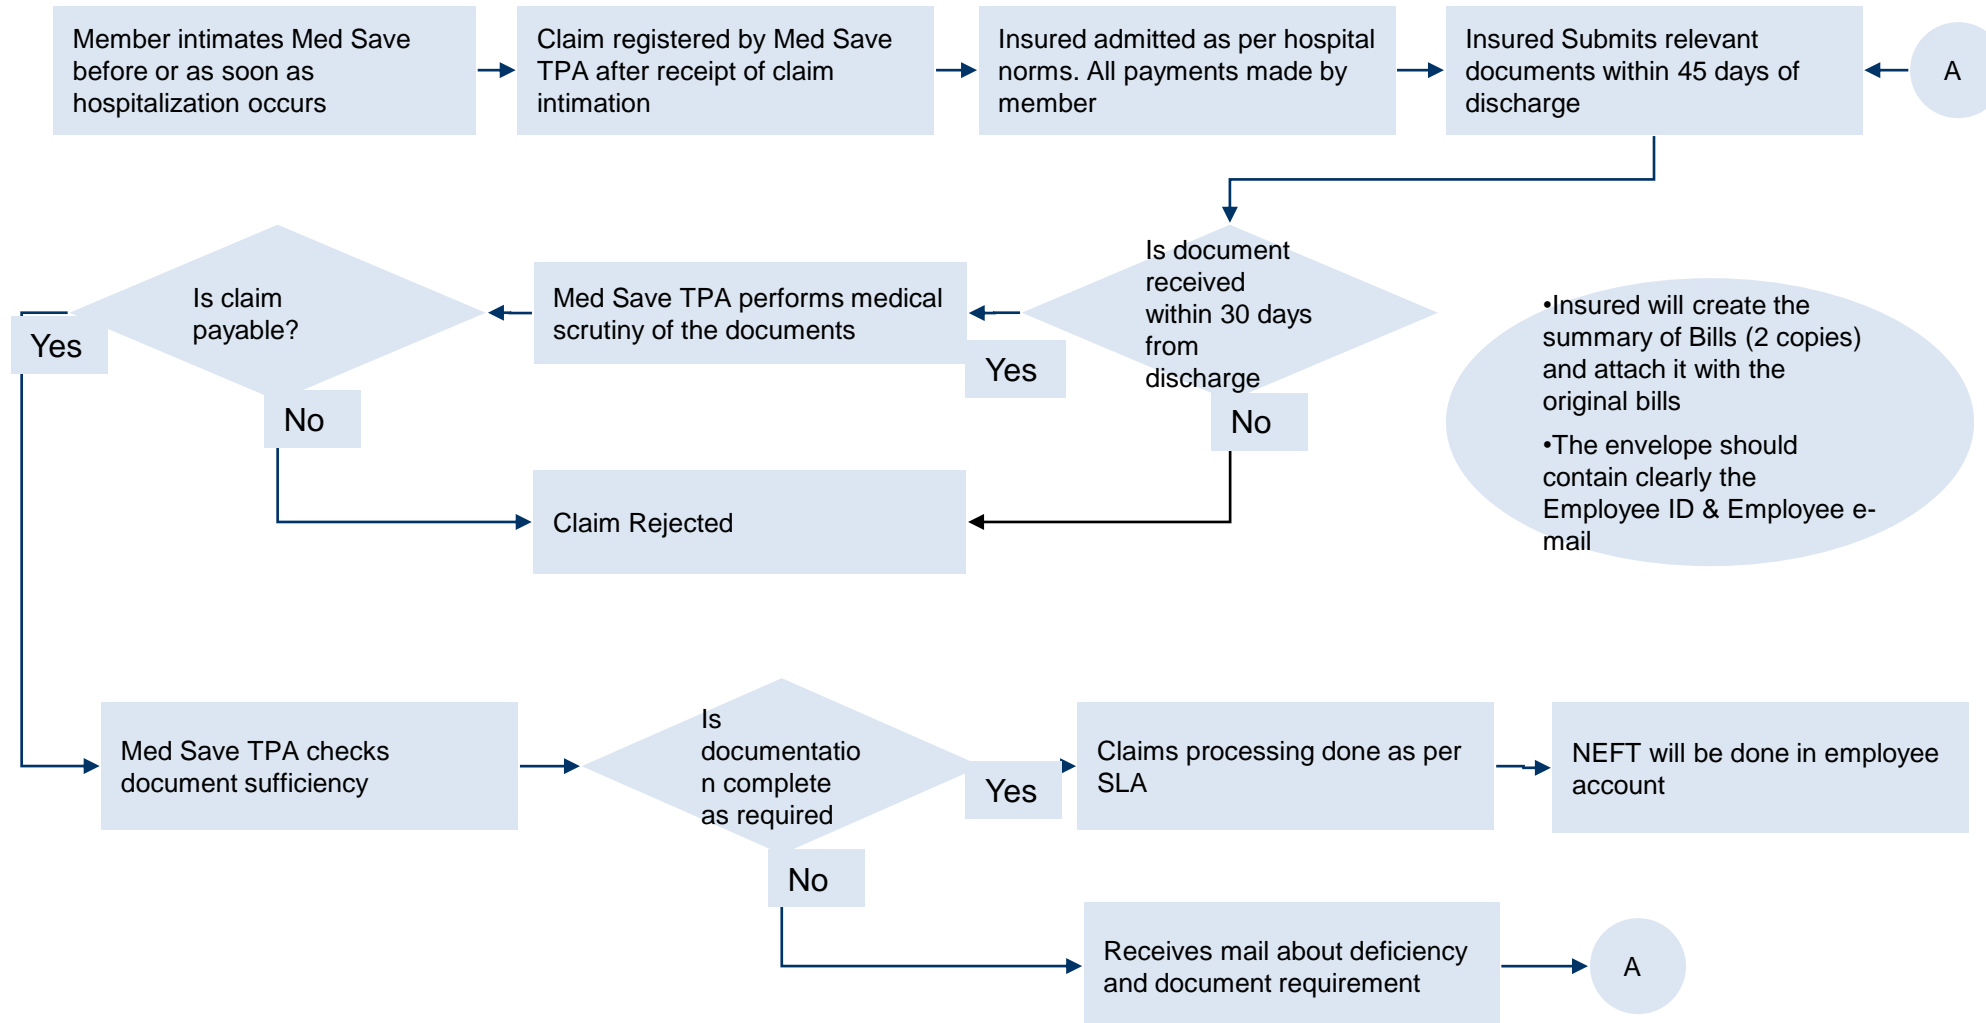 Member intimates Med Save
before or as soon as
hospitalization occurs
Claim registered by Med Save
TPA after receipt of claim
intimation
Insured admitted as per hospital
norms. All payments made by
member
Insured Submits relevant
documents within 45 days of
discharge
A
Is claim
payable?
Yes
No
Med Save TPA performs medical
scrutiny of the documents
Is document
received
within 30 days
from
discharge
Yes
No
Claim Rejected
•Insured will create the
summary of Bills (2 copies)
and attach it with the
original bills
•The envelope should
contain clearly the
Employee ID & Employee e-
mail
Med Save TPA checks
document sufficiency
Is
documentatio
n complete
as required
Yes
No
Claims processing done as per
SLA
NEFT will be done in employee
account
Receives mail about deficiency
and document requirement
A